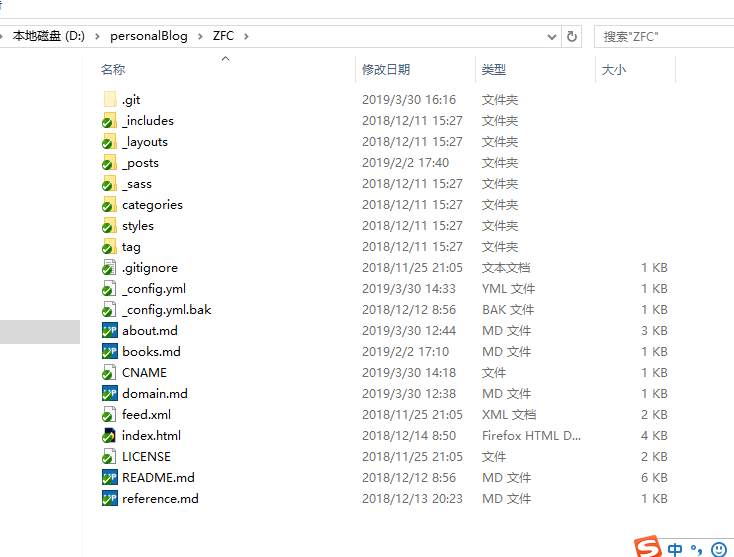 本地磁盘 (D:) personalBlog ZFC 搜索"ZFC"
名称 修改日期 类型 大小
.git 2019/3/30 16:16 文件夹
_includes 2018/12/11 15:27 文件夹
_layouts 2018/12/11 15:27 文件夹
_posts 2019/2/2 17:40 文件夹
_sass 2018/12/11 15:27 文件夹
categories 2018/12/11 15:27 文件夹
styles 2018/12/11 15:27 文件夹
tag 2018/12/11 15:27 文件夹
.gitignore 2018/11/25 21:05 文本文档 1 KB
_config.yml 2019/3/30 14:33 YML 文件 1 KB
_config.yml.bak 2018/12/12 8:56 BAK 文件 1 KB
about.md 2019/3/30 12:44 MD 文件 3 KB
books.md 2019/2/2 17:10 MD 文件 1 KB
CNAME 2019/3/30 14:18 文件 1 KB
domain.md 2019/3/30 12:38 MD 文件 1 KB
feed.xml 2018/11/25 21:05 XML 文档 2 KB
index.html 2018/12/14 8:50 Firefox HTML D... 4 KB
LICENSE 2018/11/25 21:05 文件 2 KB
README.md 2018/12/12 8:56 MD 文件 6 KB
reference.md 2018/12/13 20:23 MD 文件 1 KB
S 中 °,